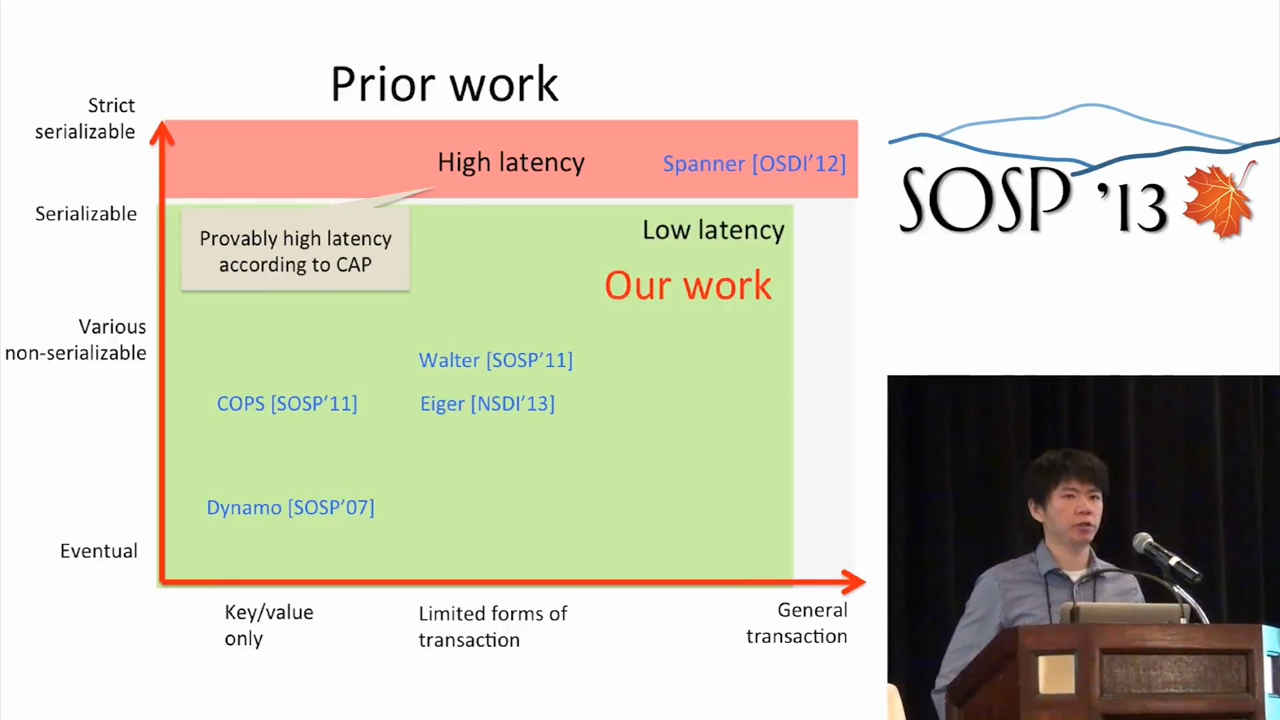 Prior work
Strict
serializable
High latency
Spanner [OSDI’12]
Serializable
Provably high latency
according to CAP
Low latency
Our work
Various
non-serializable
Walter [SOSP’11]
COPS [SOSP’11]
Eiger [NSDI’13]
Dynamo [SOSP’07]
Eventual
Key/value
only
Limited forms of
transaction
General
transaction
SOSP ’13